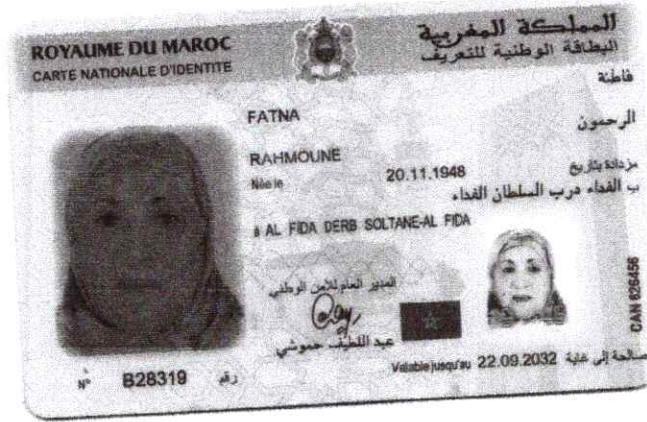 ROYAUME DU MAROC
CARTE NATIONALE D'IDENTITE
المملكة المغربية
البطاقة الوطنية للتعريف
فاطنة
FATNA
الرحمون
RAHMOUNE
Née le 20.11.1948 مزدادة بتاريخ
ب الفداء درب السلطان الفداء
à AL FIDA DERB SOLTANE-AL FIDA
المدير العام للأمن الوطني
عبد اللطيف حموشي
CAN 626456
N° B28319 رقم
Valable jusqu'au 22.09.2032 صالحة إلى غاية